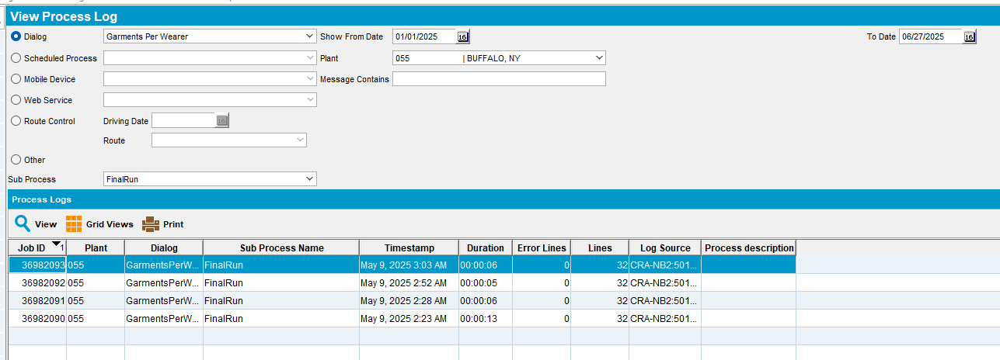 View Process Log
Dialog Garments Per Wearer Show From Date 01/01/2025 16 To Date 06/27/2025 16
Scheduled Process Plant 055 | BUFFALO, NY
Mobile Device Message Contains
Web Service
Route Control Driving Date 16
Route
Other
Sub Process FinalRun
Process Logs
View Grid Views Print
Job ID 1 Plant Dialog Sub Process Name Timestamp Duration Error Lines Lines Log Source Process description
36982093 055 GarmentsPerW... FinalRun May 9, 2025 3:03 AM 00:00:06 0 32 CRA-NB2:501...
36982092 055 GarmentsPerW... FinalRun May 9, 2025 2:52 AM 00:00:05 0 32 CRA-NB2:501...
36982091 055 GarmentsPerW... FinalRun May 9, 2025 2:28 AM 00:00:06 0 32 CRA-NB2:501...
36982090 055 GarmentsPerW... FinalRun May 9, 2025 2:23 AM 00:00:13 0 32 CRA-NB2:501...